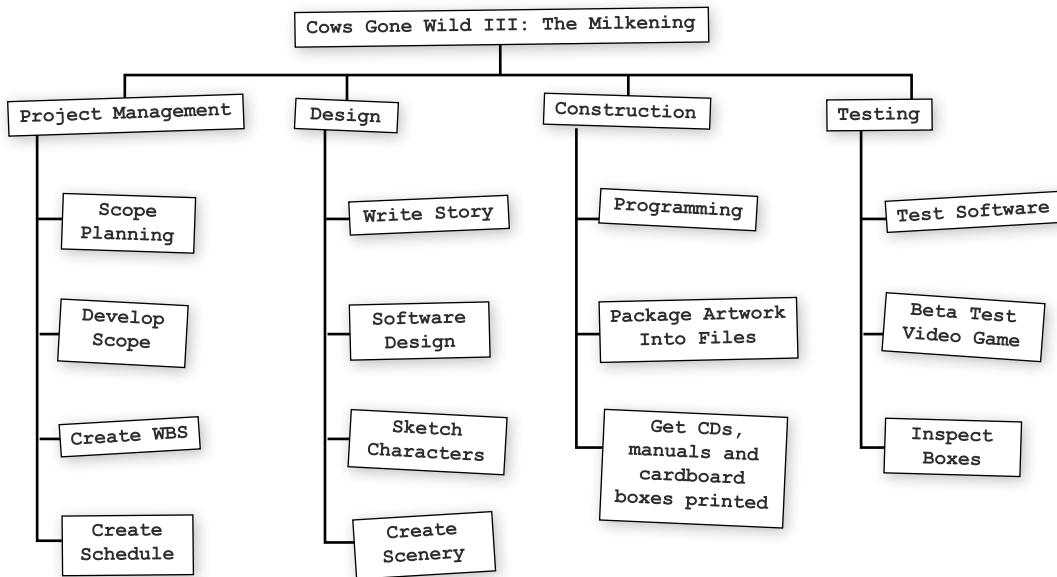 Cows Gone Wild III: The Milkening
Project Management
Design
Construction
Testing
Scope
Planning
Develop
Scope
Create WBS
Create
Schedule
Write Story
Software
Design
Sketch
Characters
Create
Scenery
Programming
Package Artwork
Into Files
Get CDs,
manuals and
cardboard
boxes printed
Test Software
Beta Test
Video Game
Inspect
Boxes